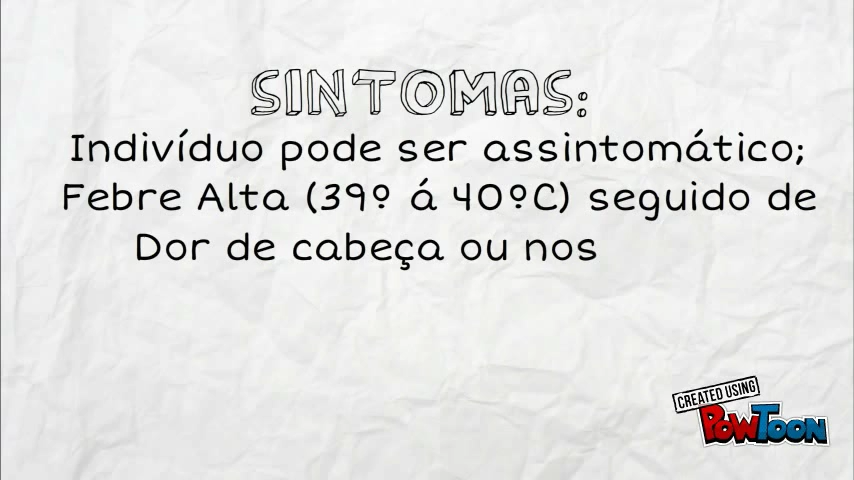 SINTOMAS:
Indivíduo pode ser assintomático;
Febre Alta (39º á 40ºC) seguido de
Dor de cabeça ou nos
CREATED USING
POWTOON